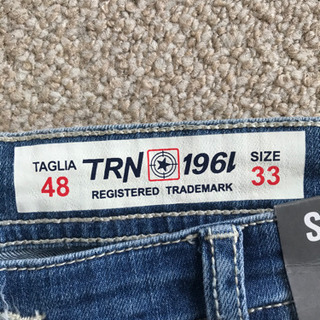 TAGLIA 48 TRN 1961 SIZE 33
REGISTERED TRADEMARK
S